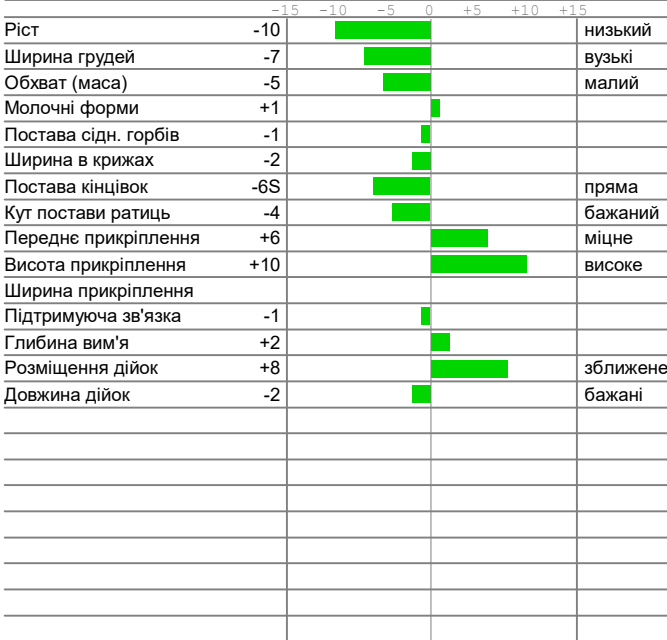 -15 -10 -5 0 +5 +10 +15
Ріст -10 низький
Ширина грудей -7 вузькі
Обхват (маса) -5 малий
Молочні форми +1
Постава сідн. горбів -1
Ширина в крижах -2
Постава кінцівок -6S пряма
Кут постави ратиць -4 бажаний
Переднє прикріплення +6 міцне
Висота прикріплення +10 високе
Ширина прикріплення
Підтримуюча зв'язка -1
Глибина вим'я +2
Розміщення дійок +8 зближене
Довжина дійок -2 бажані